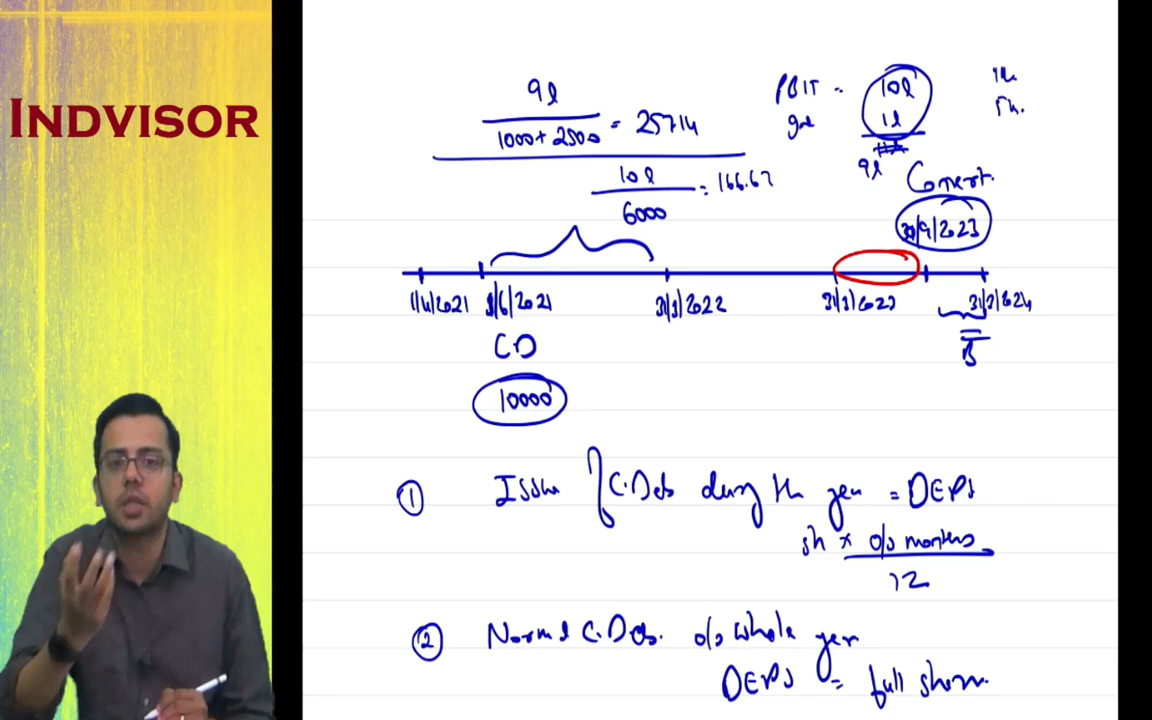 INDVISOR
9l
1000 + 2500 = 25714
10l = 166.67
6000
PBIT = 10l
1l
9l
Convert.
30/9/2023
1/4/2021 1/6/2021 31/3/2022 31/3/2023 31/3/2024
CD
10000
B
① Issue of C.Debs during the year = DEPS
sh x o/s months
12
② Normal C.Debs. o/s whole year
DEPS = full shares.